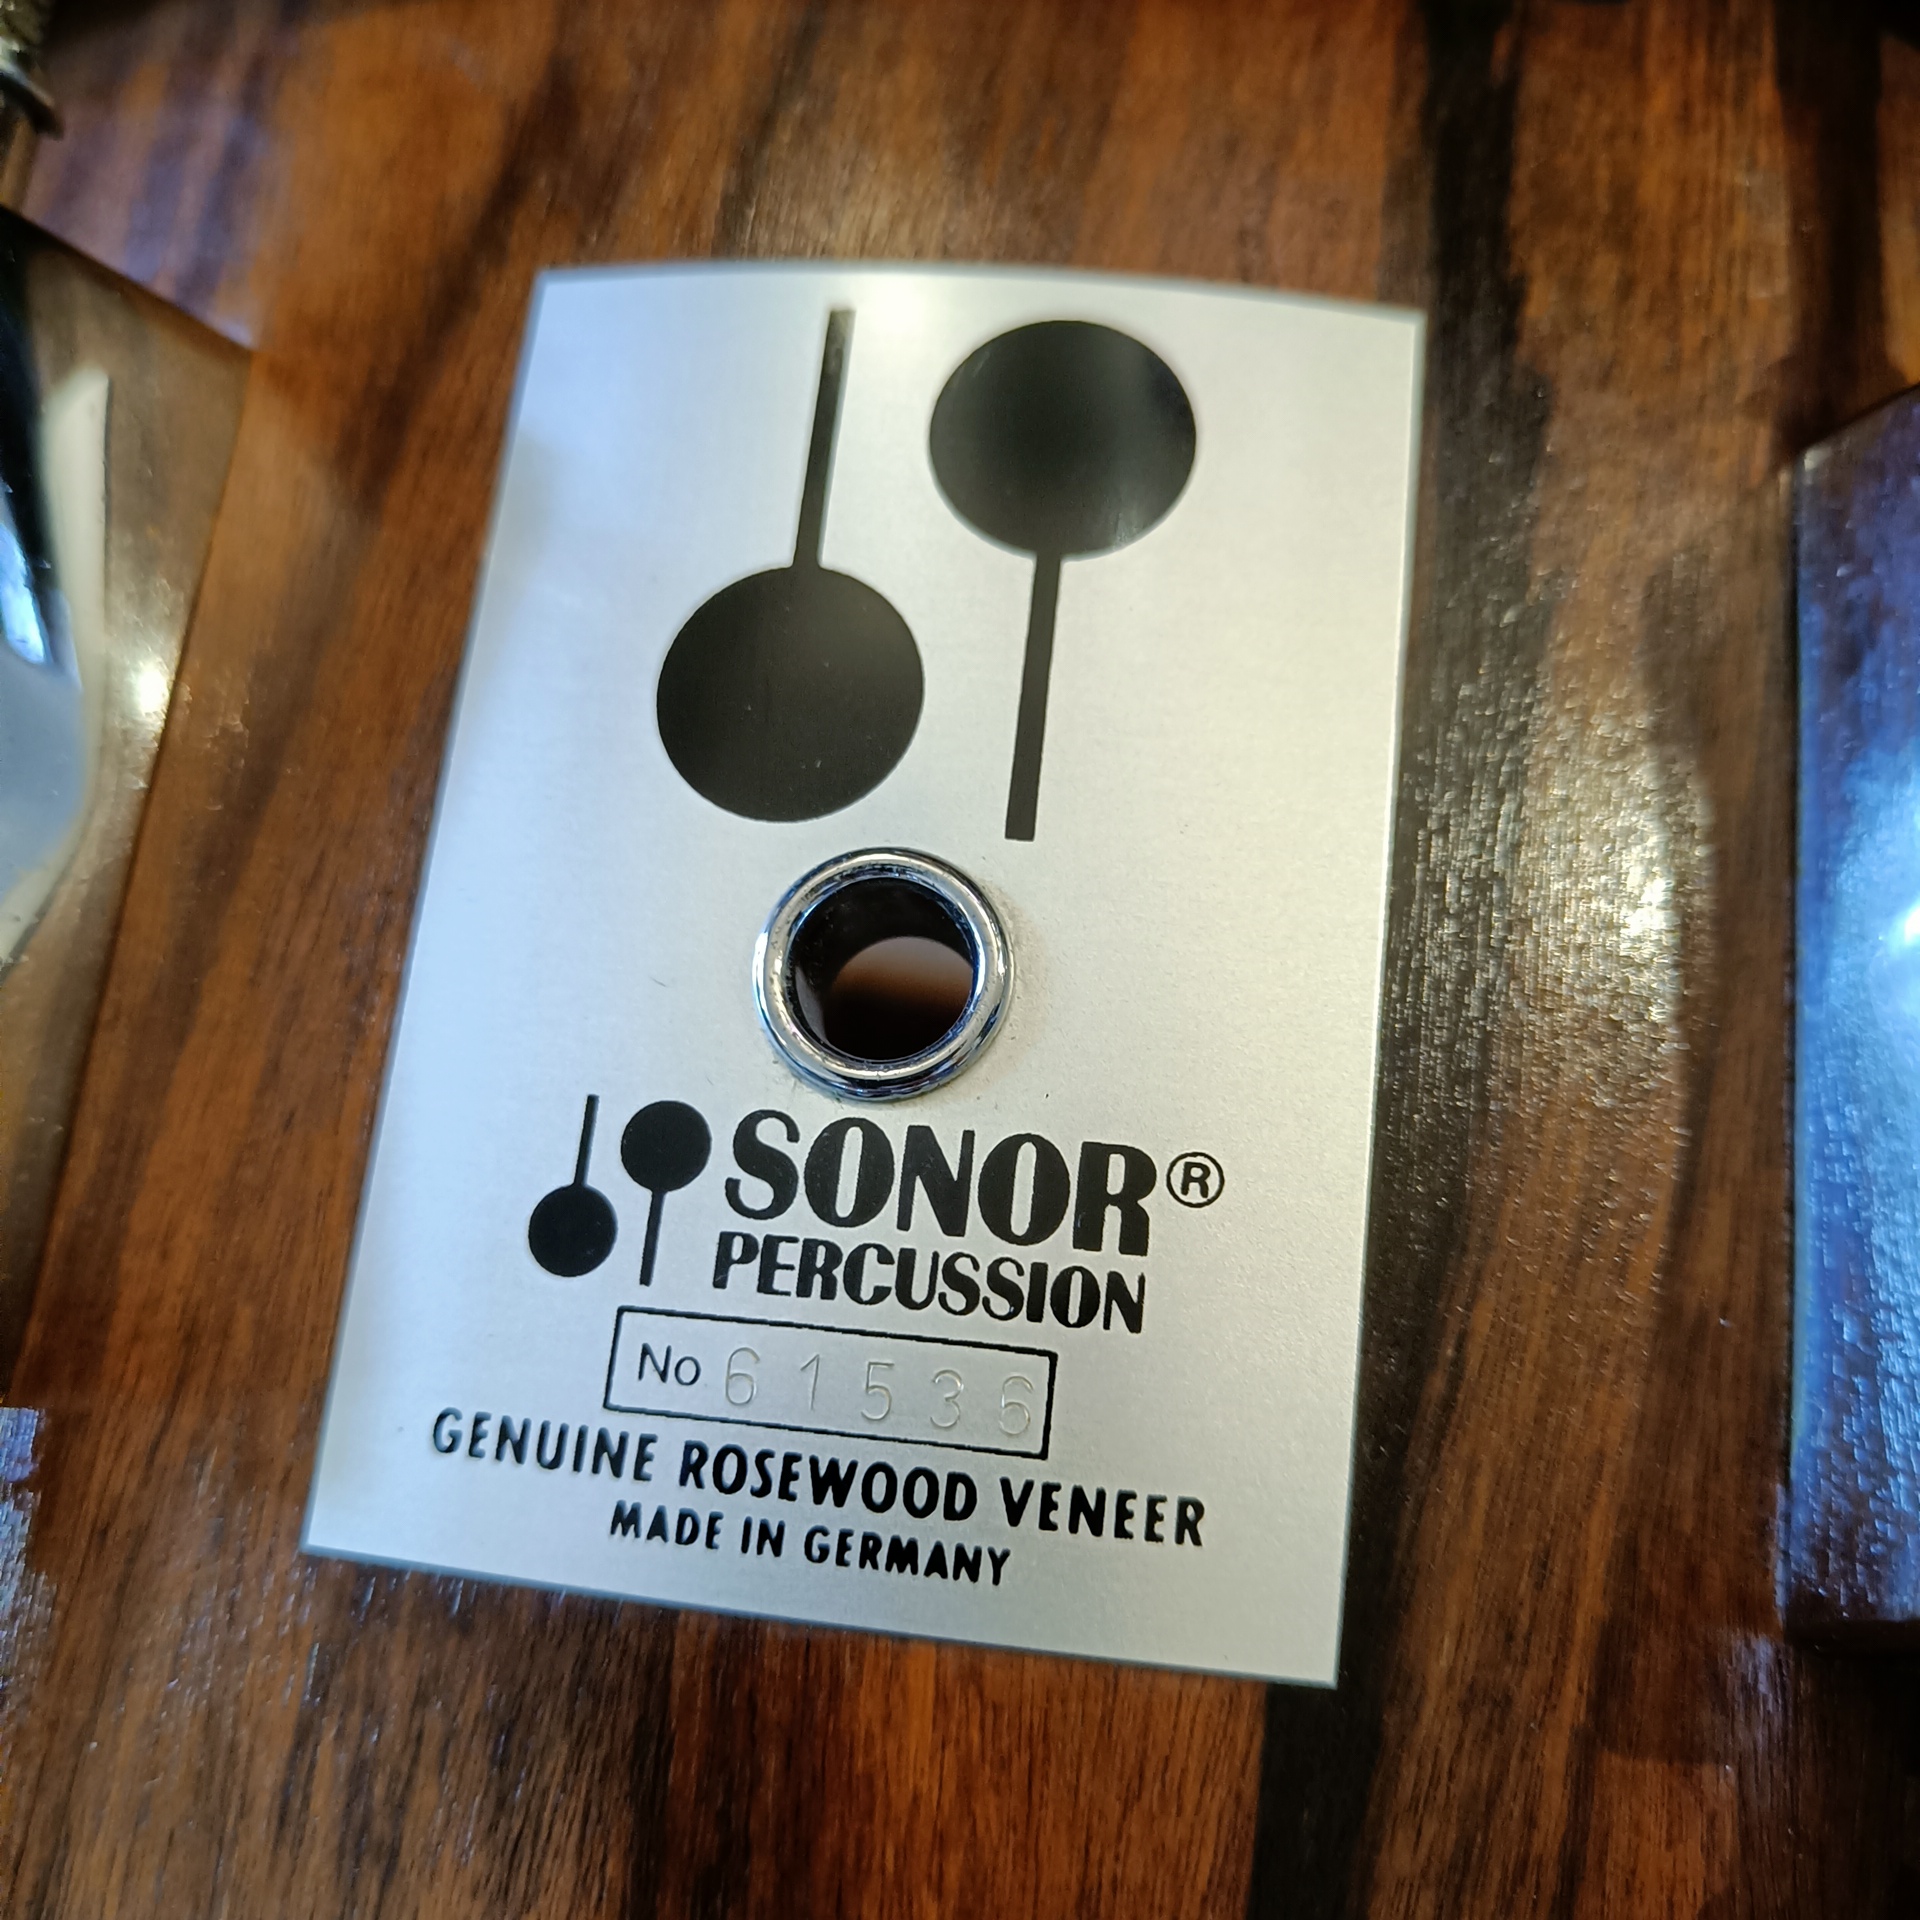 SONOR®
PERCUSSION
No 61536
GENUINE ROSEWOOD VENEER
MADE IN GERMANY